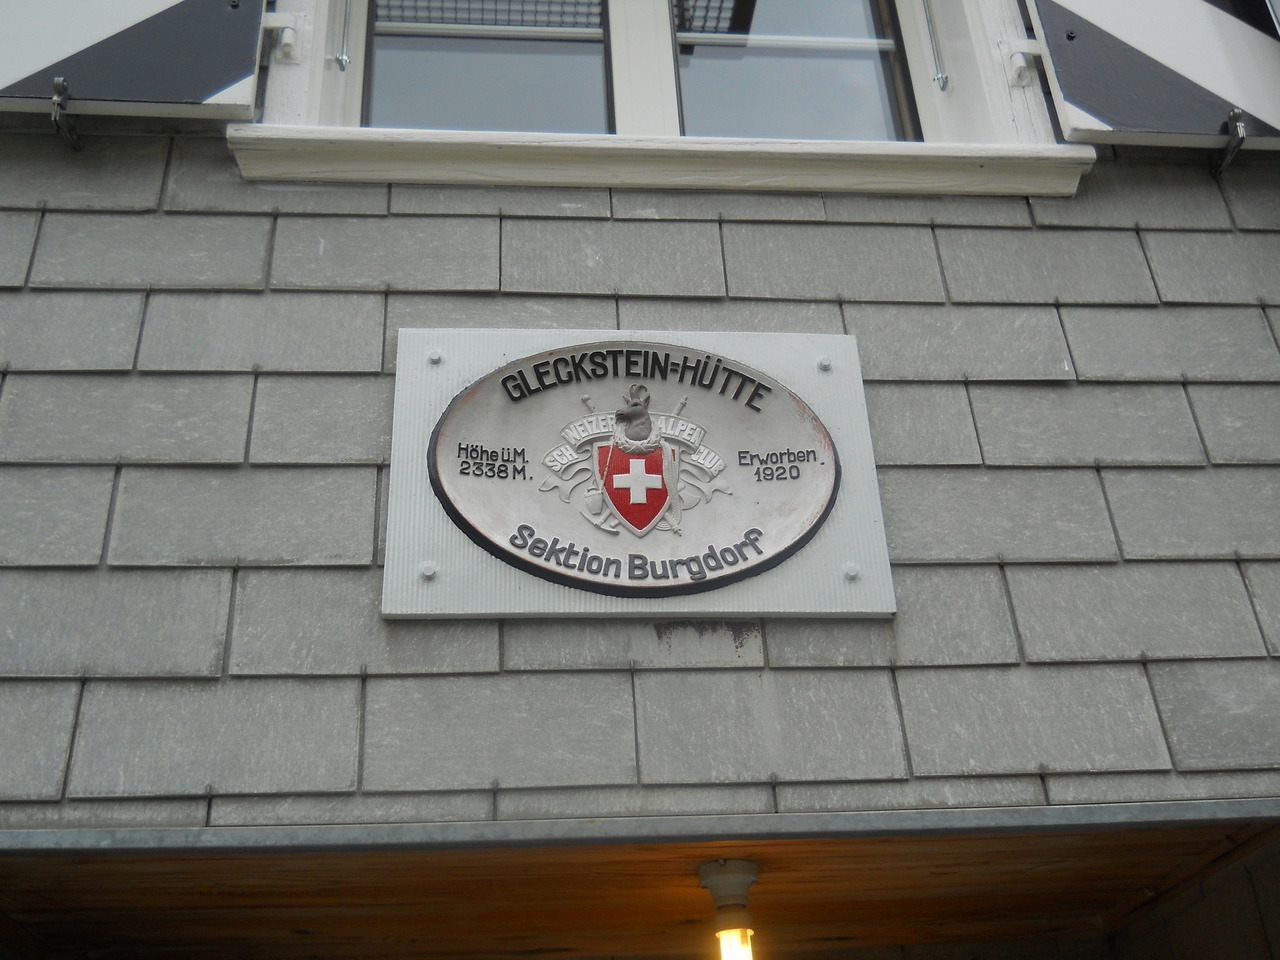 GLECKSTEIN=HÜTTE
SCHWEIZER ALPEN CLUB
Höhe ü.M.
2338 M.
Erworben.
1920
Sektion Burgdorf